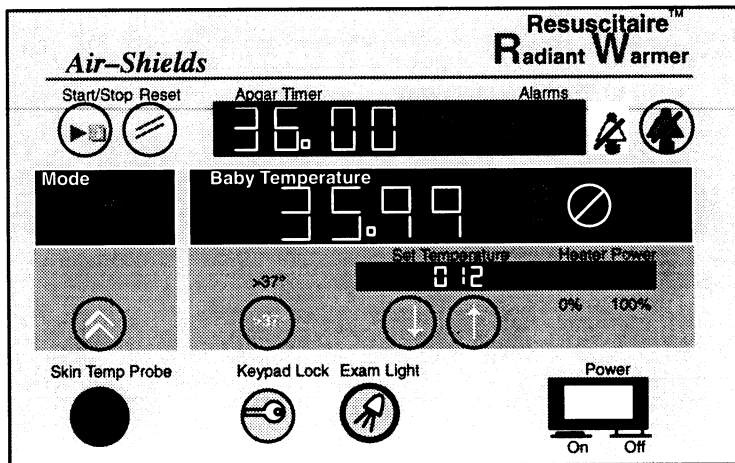 Resuscitaire™
Radiant Warmer
Air–Shields
Start/Stop Reset Apgar Timer Alarms
36.00
Mode Baby Temperature
35.99
Set Temperature Heater Power
>37° 012
>37° 0% 100%
Skin Temp Probe Keypad Lock Exam Light Power
On Off